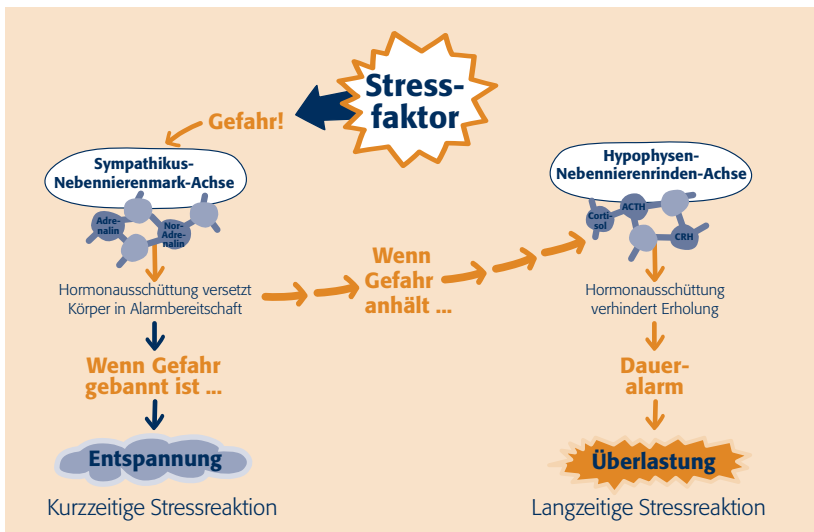 Stress-
faktor
Gefahr!
Sympathikus-
Nebennierenmark-Achse
Adre-
nalin
Nor-
Adre-
nalin
Hormonausschüttung versetzt
Körper in Alarmbereitschaft
Wenn Gefahr
gebannt ist ...
Entspannung
Kurzzeitige Stressreaktion
Wenn
Gefahr
anhält ...
Hypophysen-
Nebennierenrinden-Achse
Corti-
sol
ACTH
CRH
Hormonausschüttung
verhindert Erholung
Dauer-
alarm
Überlastung
Langzeitige Stressreaktion